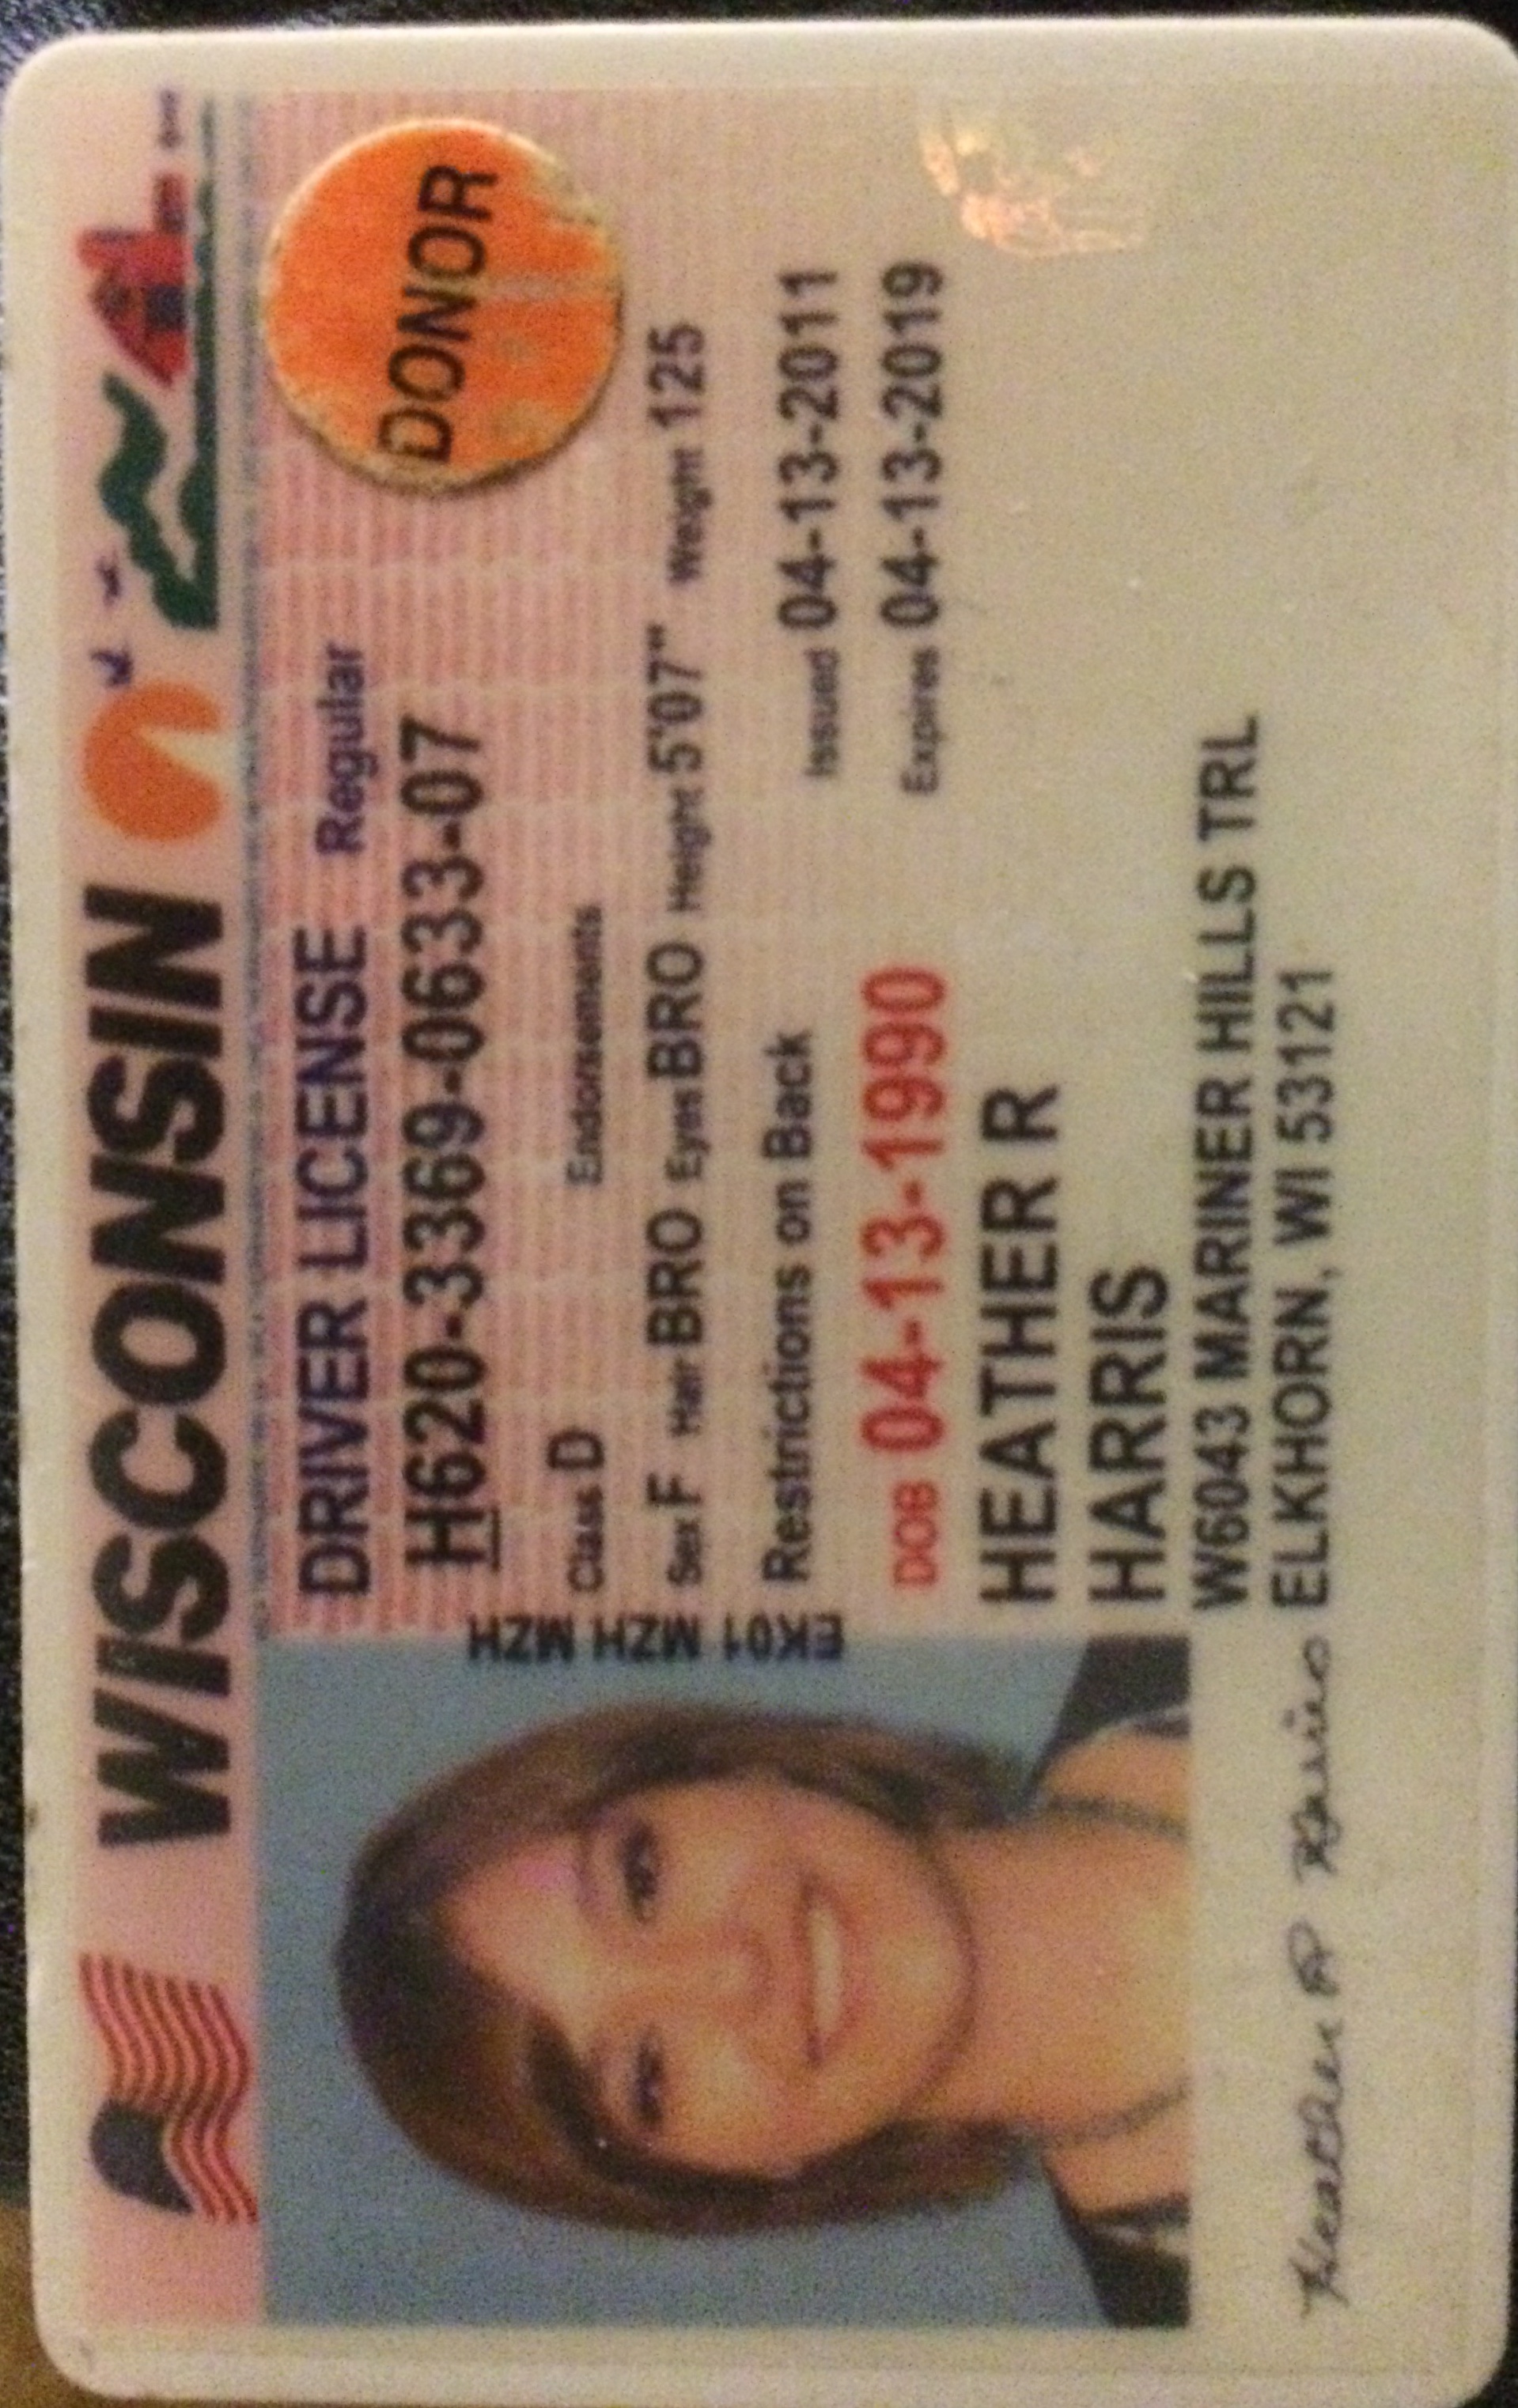 WISCONSIN
DRIVER LICENSE Regular
H620-3369-0633-07
DONOR
Class D Endorsements
Sex F Hair BRO Eyes BRO Height 5'07" Weight 125
Restrictions on Back
Issued 04-13-2011
DOB 04-13-1990 Expires 04-13-2019
HEATHER R
HARRIS
W6043 MARINER HILLS TRL
ELKHORN, WI 53121
EK01 MZH MZH
Heather R Harris